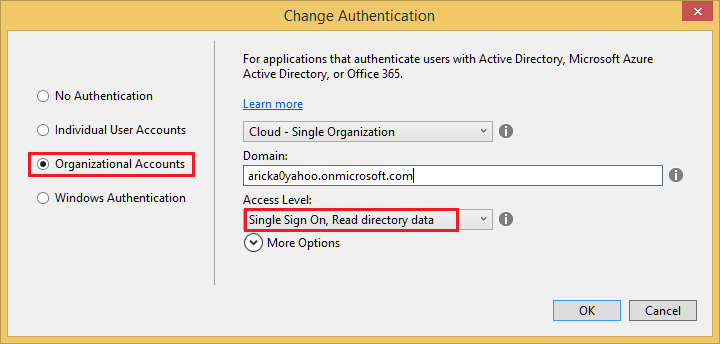 Change Authentication
For applications that authenticate users with Active Directory, Microsoft Azure
Active Directory, or Office 365.
Learn more
No Authentication
Individual User Accounts
Organizational Accounts
Windows Authentication
Cloud - Single Organization
Domain:
aricka0yahoo.onmicrosoft.com
Access Level:
Single Sign On, Read directory data
More Options
OK
Cancel